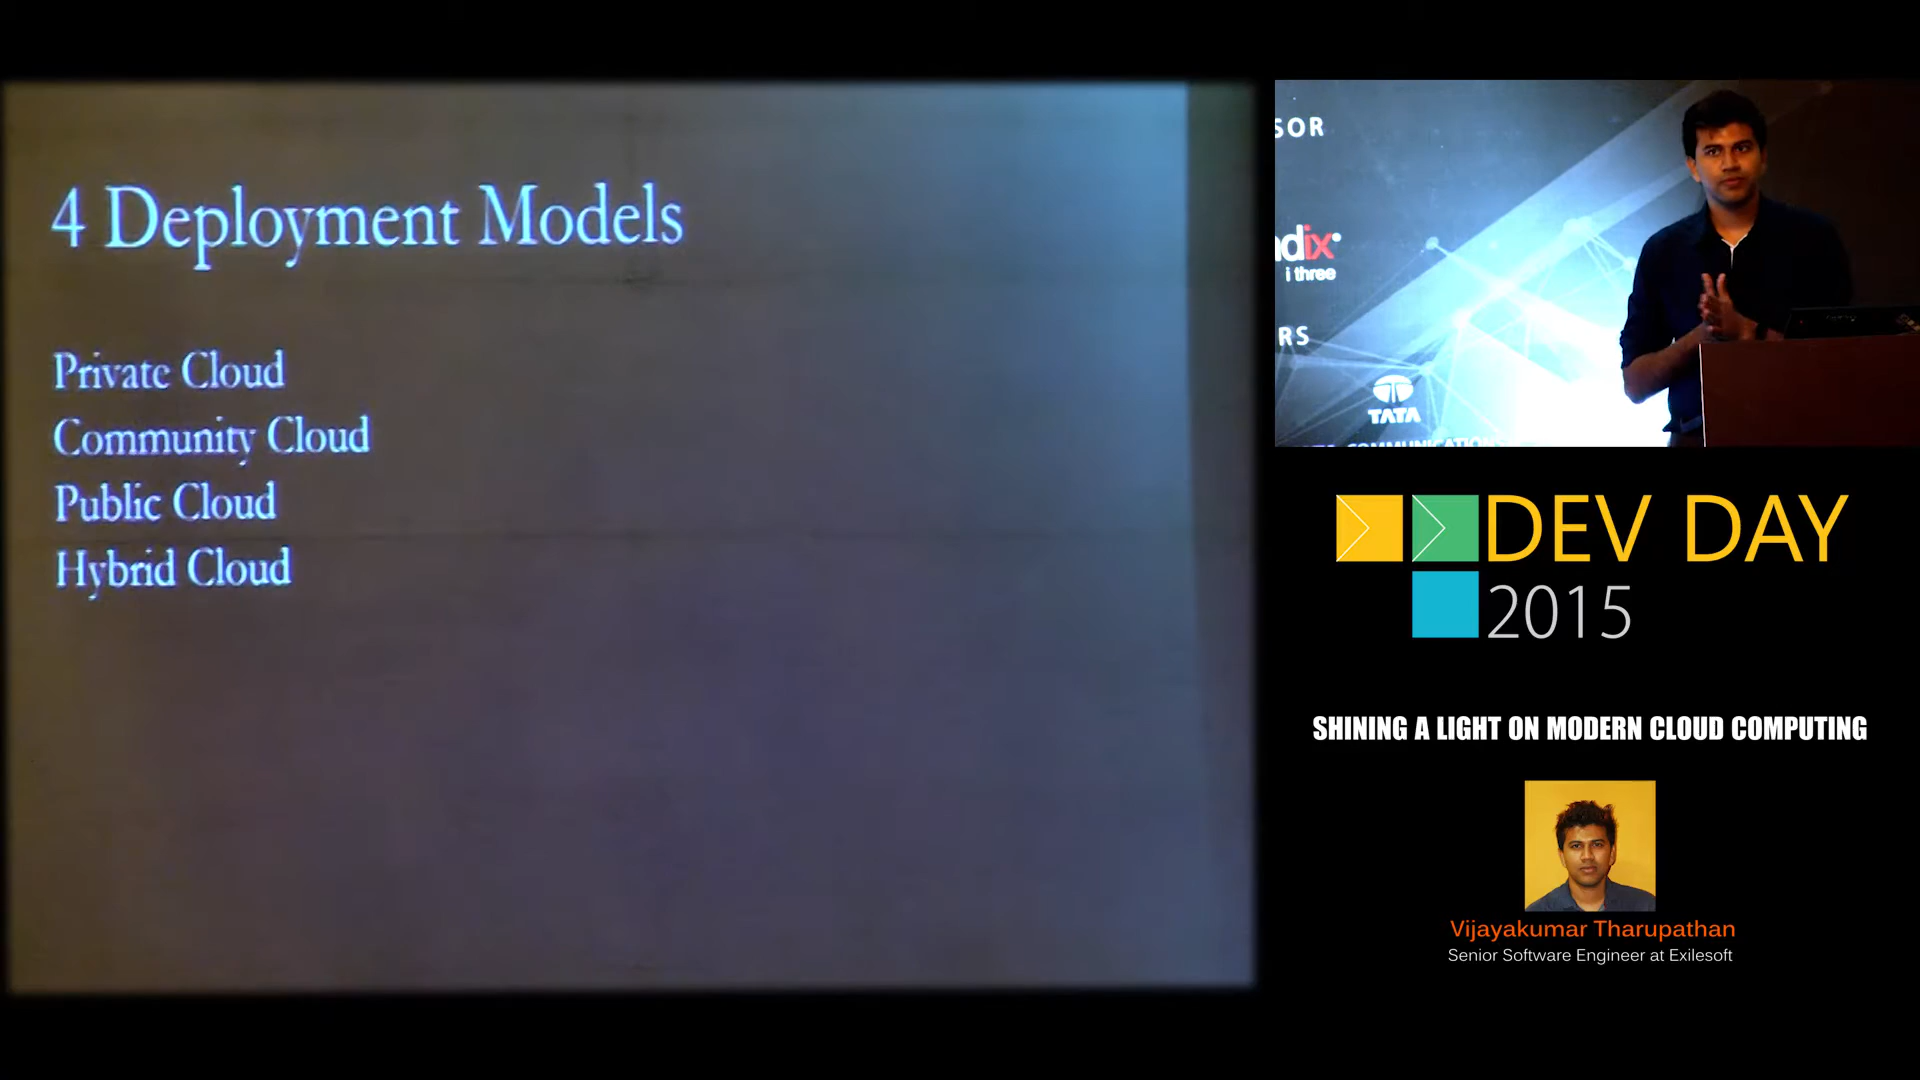 4 Deployment Models
Private Cloud
Community Cloud
Public Cloud
Hybrid Cloud
SOR
dix
i three
RS
TATA
COMMUNICATION
DEV DAY
2015
SHINING A LIGHT ON MODERN CLOUD COMPUTING
Vijayakumar Tharupathan
Senior Software Engineer at Exilesoft